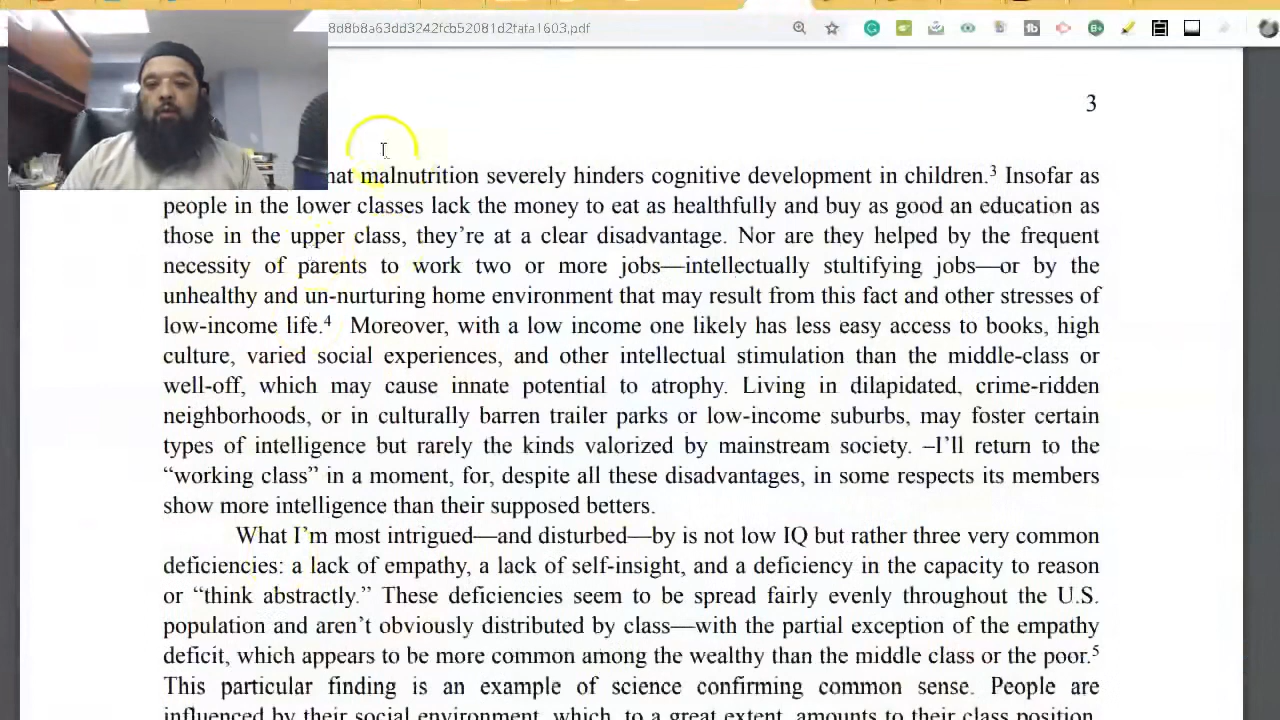 8d8b8a63dd3242fcb52081d2fafa1603.pdf
3
malnutrition severely hinders cognitive development in children.3 Insofar as
people in the lower classes lack the money to eat as healthfully and buy as good an education as
those in the upper class, they’re at a clear disadvantage. Nor are they helped by the frequent
necessity of parents to work two or more jobs—intellectually stultifying jobs—or by the
unhealthy and un-nurturing home environment that may result from this fact and other stresses of
low-income life.4 Moreover, with a low income one likely has less easy access to books, high
culture, varied social experiences, and other intellectual stimulation than the middle-class or
well-off, which may cause innate potential to atrophy. Living in dilapidated, crime-ridden
neighborhoods, or in culturally barren trailer parks or low-income suburbs, may foster certain
types of intelligence but rarely the kinds valorized by mainstream society. –I’ll return to the
“working class” in a moment, for, despite all these disadvantages, in some respects its members
show more intelligence than their supposed betters.
What I’m most intrigued—and disturbed—by is not low IQ but rather three very common
deficiencies: a lack of empathy, a lack of self-insight, and a deficiency in the capacity to reason
or “think abstractly.” These deficiencies seem to be spread fairly evenly throughout the U.S.
population and aren’t obviously distributed by class—with the partial exception of the empathy
deficit, which appears to be more common among the wealthy than the middle class or the poor.5
This particular finding is an example of science confirming common sense. People are
influenced by their social environment, which, to a great extent, amounts to their class position.